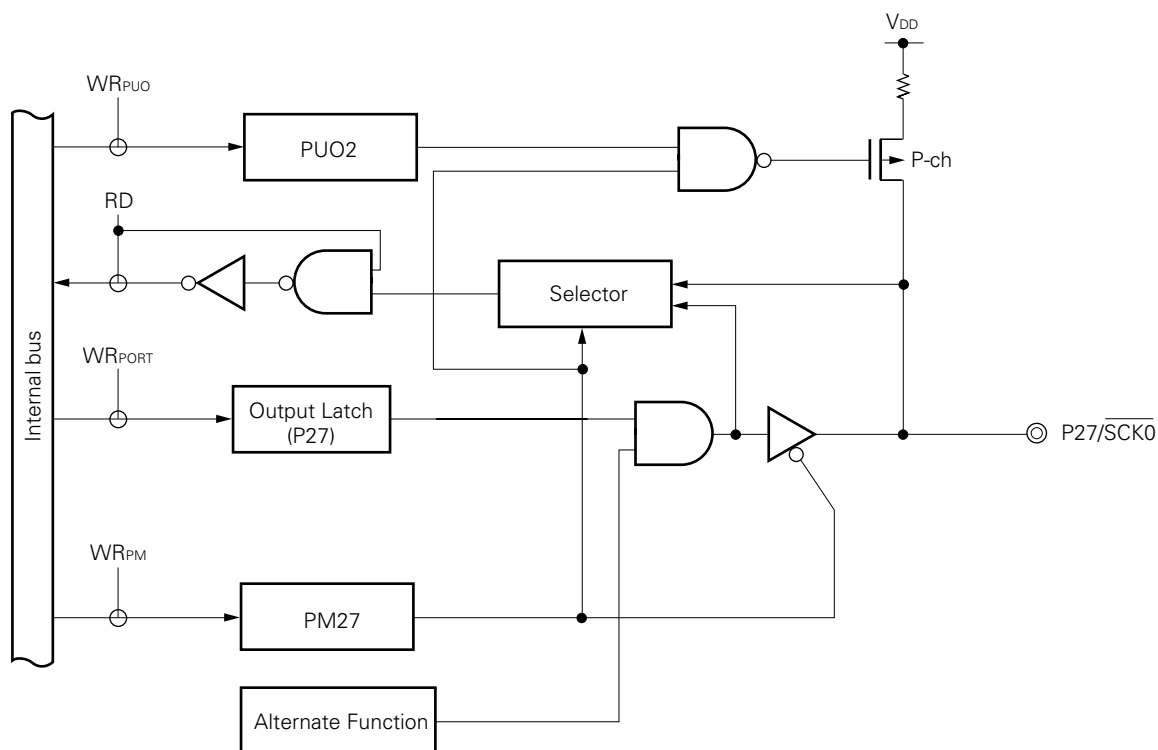 VDD
WRPUO
PUO2
P-ch
RD
Selector
Internal bus
WRPORT
Output Latch
(P27)
P27/SCK0
WRPM
PM27
Alternate Function